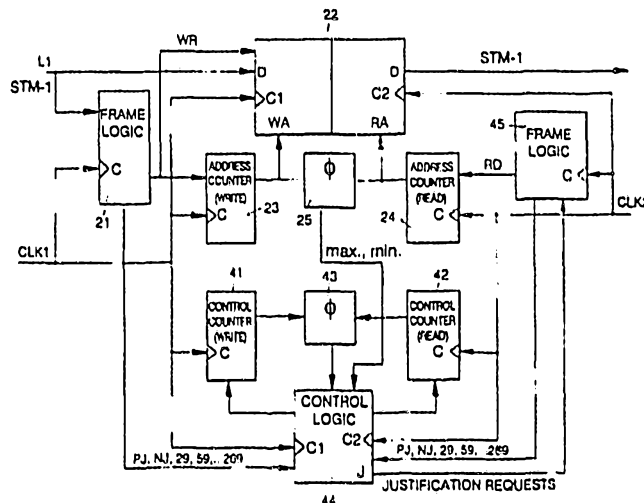 22
WR
L1
STM-1
D
C1
WA
D
C2
RA
STM-1
FRAME
LOGIC
C
21
45
FRAME
LOGIC
C
ADDRESS
COUNTER
(WRITE)
C
23
ϕ
25
ADDRESS
COUNTER
(READ)
C
24
RD
CLK1
CLK2
max., min.
41
CONTROL
COUNTER
(WRITE)
C
43
ϕ
42
CONTROL
COUNTER
(READ)
C
CONTROL
LOGIC
C1
C2
J
PJ, NJ, 29, 59,..269
PJ, NJ, 29, 59,..269
JUSTIFICATION REQUESTS
44